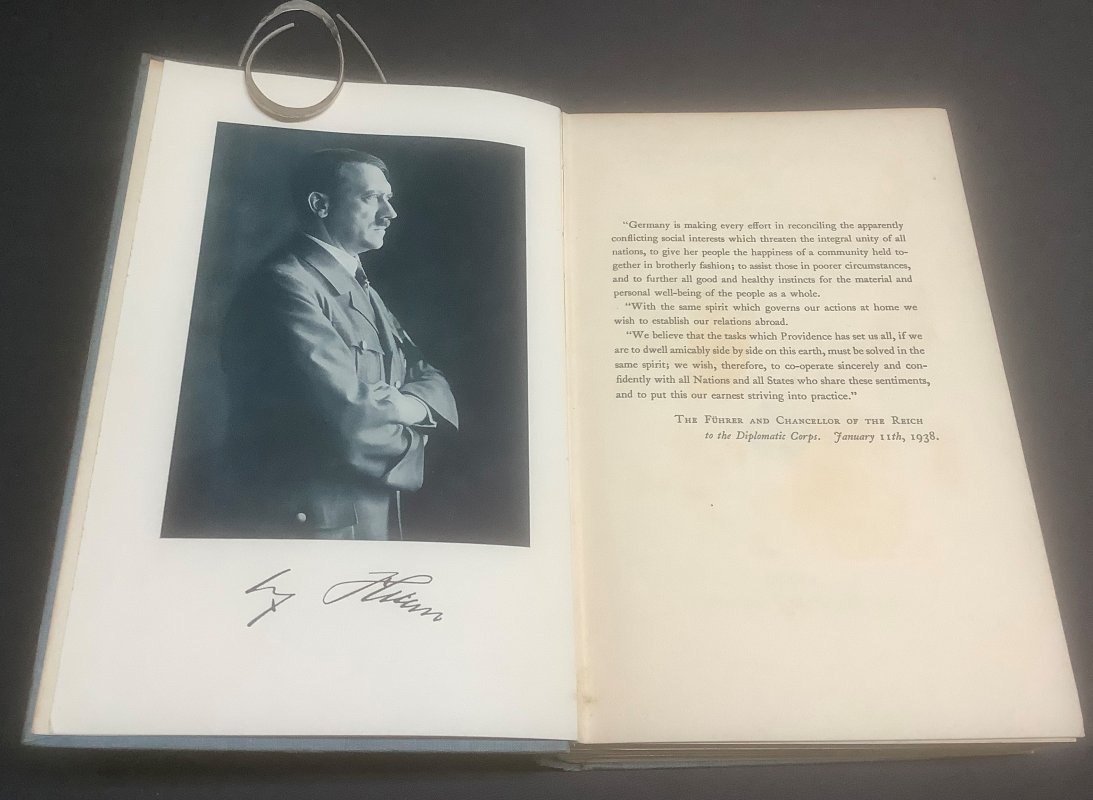 “Germany is making every effort in reconciling the apparently
conflicting social interests which threaten the integral unity of all
nations, to give her people the happiness of a community held to-
gether in brotherly fashion; to assist those in poorer circumstances,
and to further all good and healthy instincts for the material and
personal well-being of the people as a whole.
“With the same spirit which governs our actions at home we
wish to establish our relations abroad.
“We believe that the tasks which Providence has set us all, if we
are to dwell amicably side by side on this earth, must be solved in the
same spirit; we wish, therefore, to co-operate sincerely and con-
fidently with all Nations and all States who share these sentiments,
and to put this our earnest striving into practice.”
The Führer and Chancellor of the Reich
to the Diplomatic Corps. January 11th, 1938.